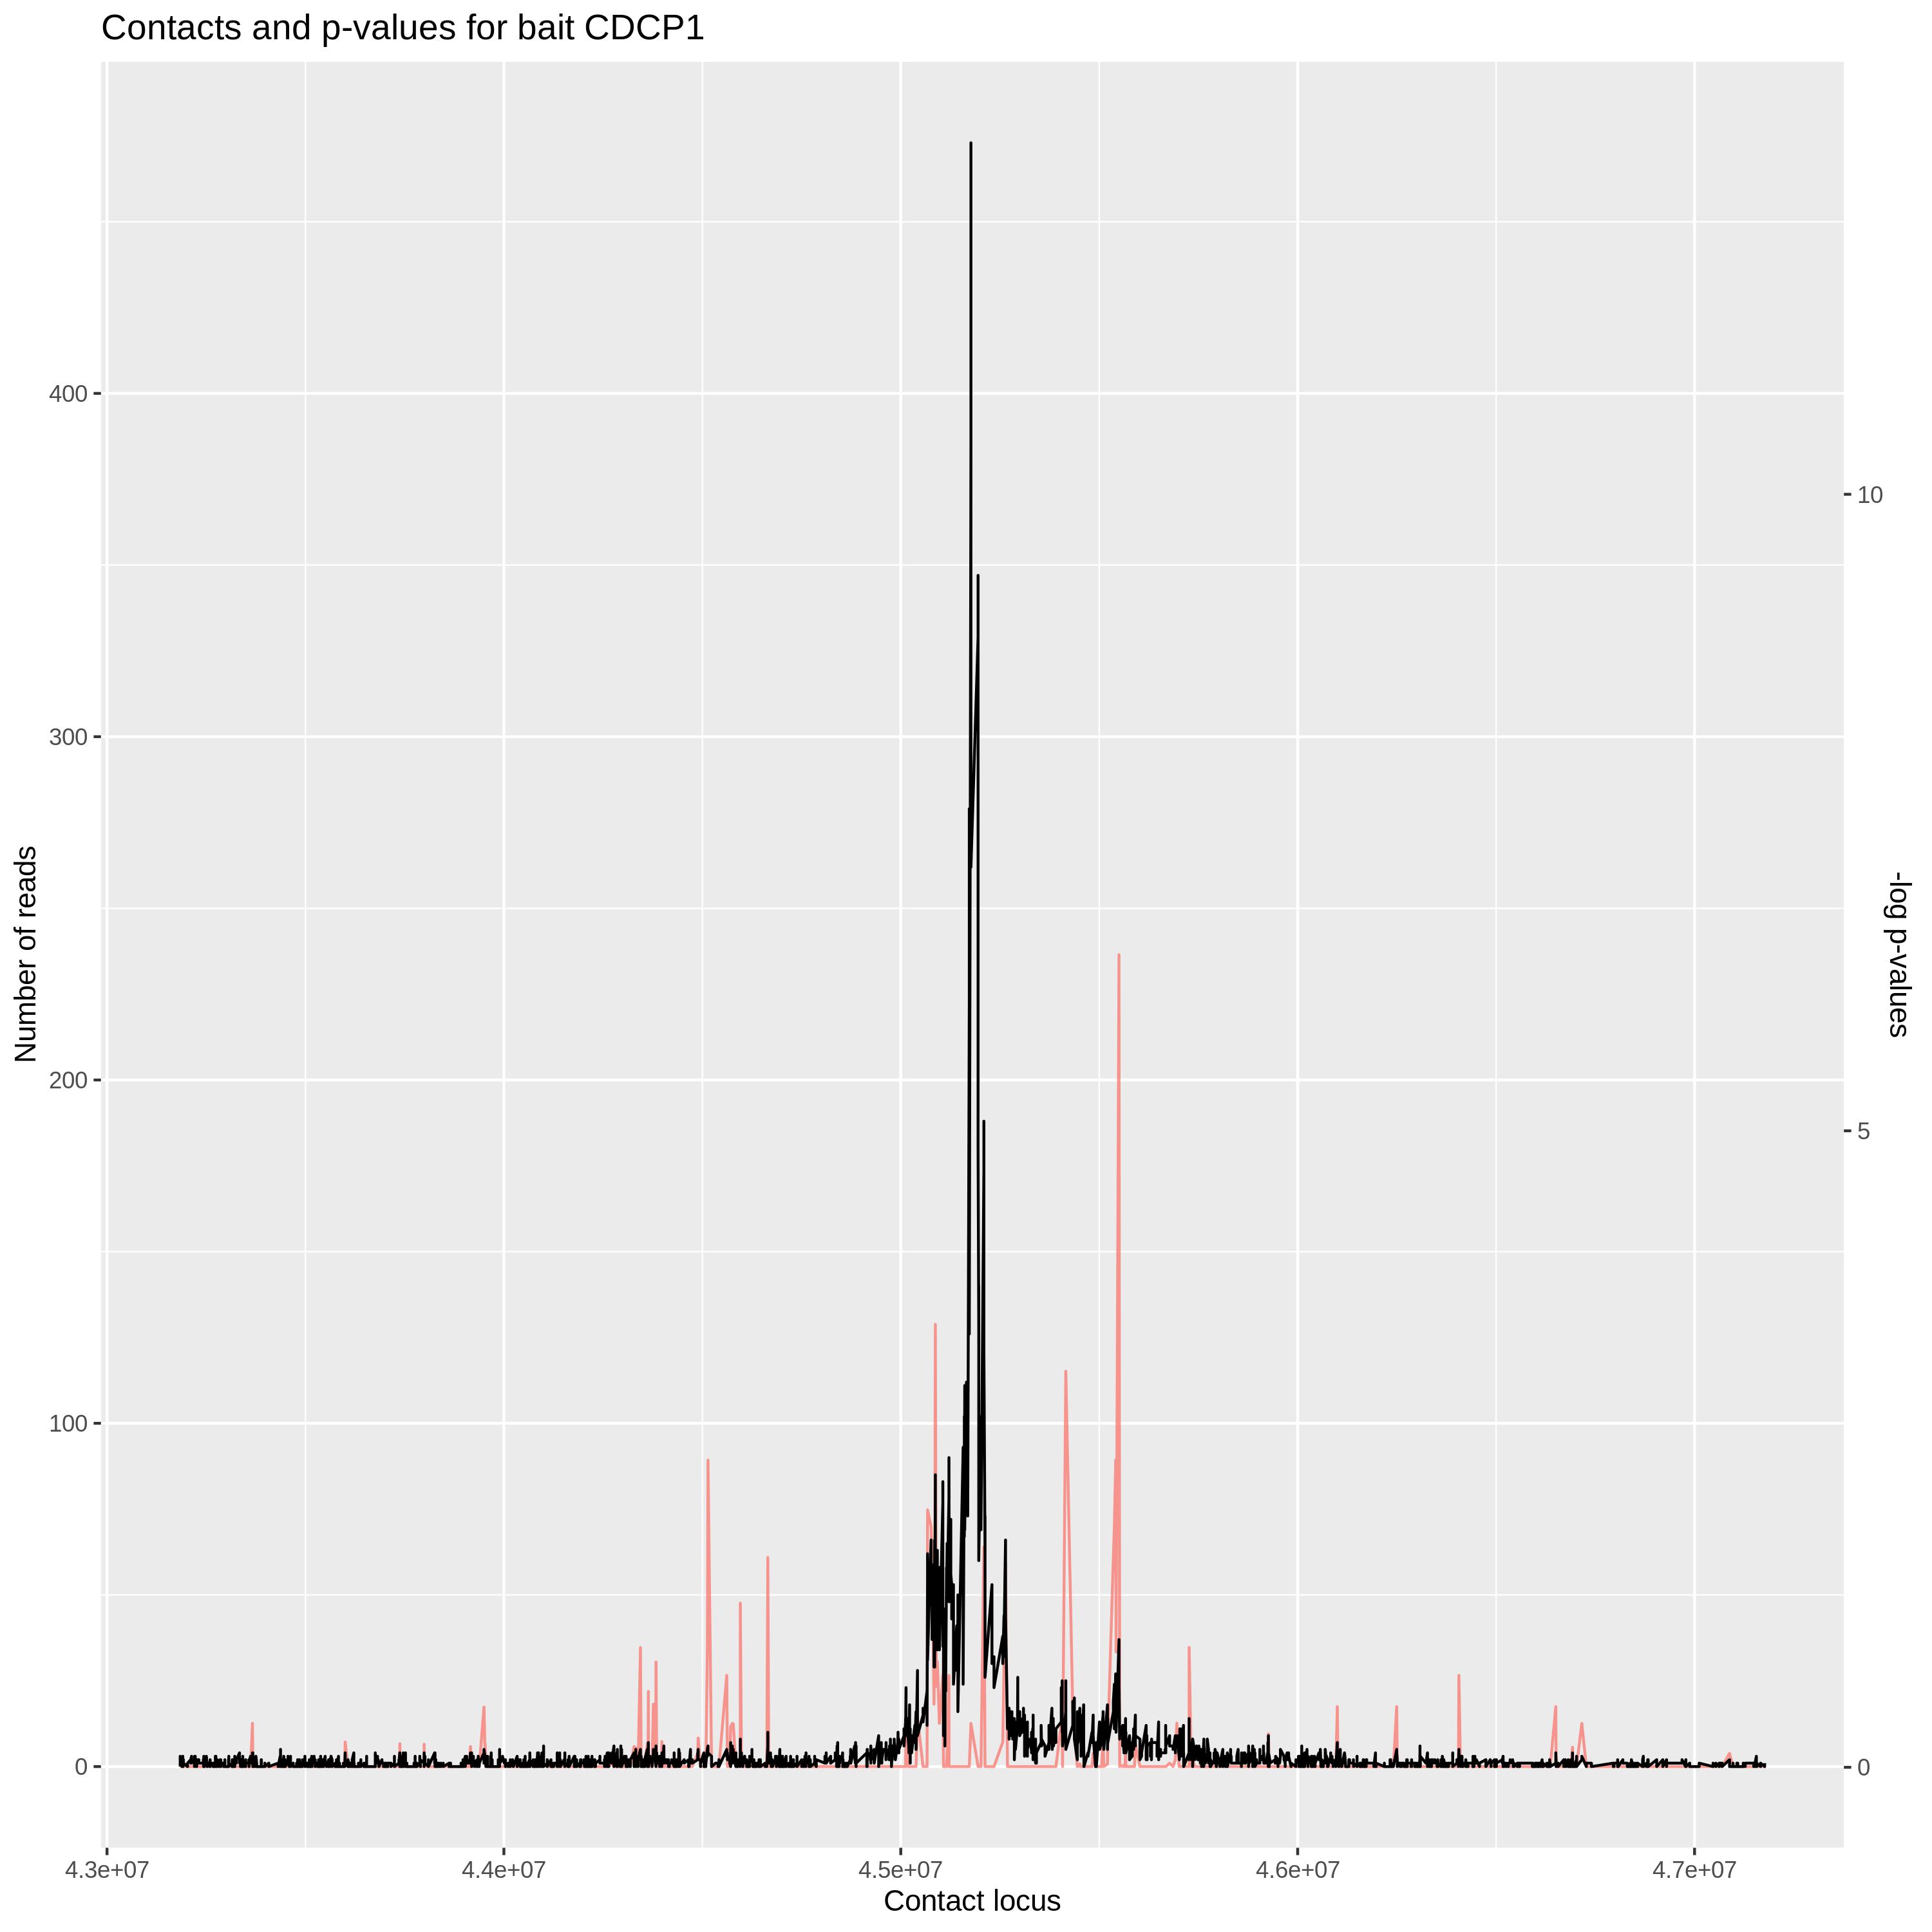 Contacts and p-values for bait CDCP1
Number of reads
400
300
200
100
0
10
5
0
-log p-values
4.3e+07 4.4e+07 4.5e+07 4.6e+07 4.7e+07
Contact locus